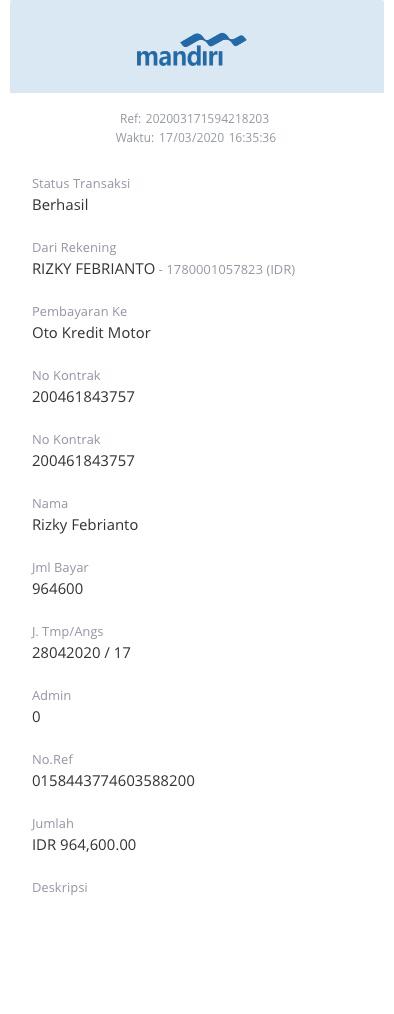 mandiri
Ref: 202003171594218203
Waktu: 17/03/2020 16:35:36
Status Transaksi
Berhasil
Dari Rekening
RIZKY FEBRIANTO - 1780001057823 (IDR)
Pembayaran Ke
Oto Kredit Motor
No Kontrak
200461843757
No Kontrak
200461843757
Nama
Rizky Febrianto
Jml Bayar
964600
J. Tmp/Angs
28042020 / 17
Admin
0
No.Ref
0158443774603588200
Jumlah
IDR 964,600.00
Deskripsi